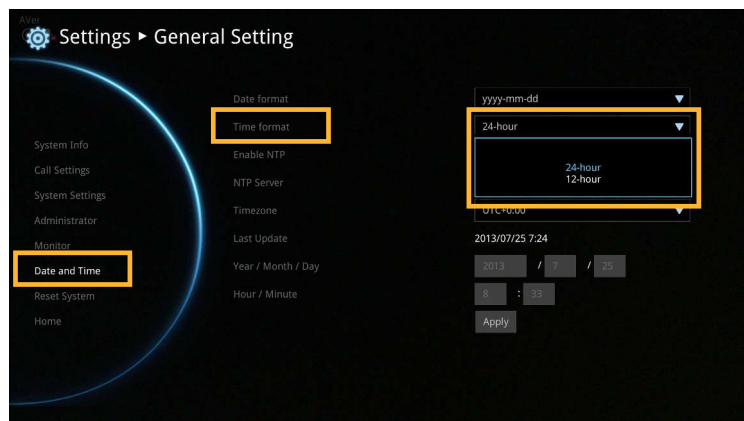 AVer
Settings ► General Setting
Date format
yyyy-mm-dd ▼
Time format
24-hour ▼
System Info
Enable NTP
24-hour
12-hour
Call Settings
NTP Server
System Settings
Timezone
UTC+0:00 ▼
Administrator
Monitor
Last Update
2013/07/25 7:24
Date and Time
Year / Month / Day
2013 / 7 / 25
Reset System
Hour / Minute
8 : 33
Home
Apply